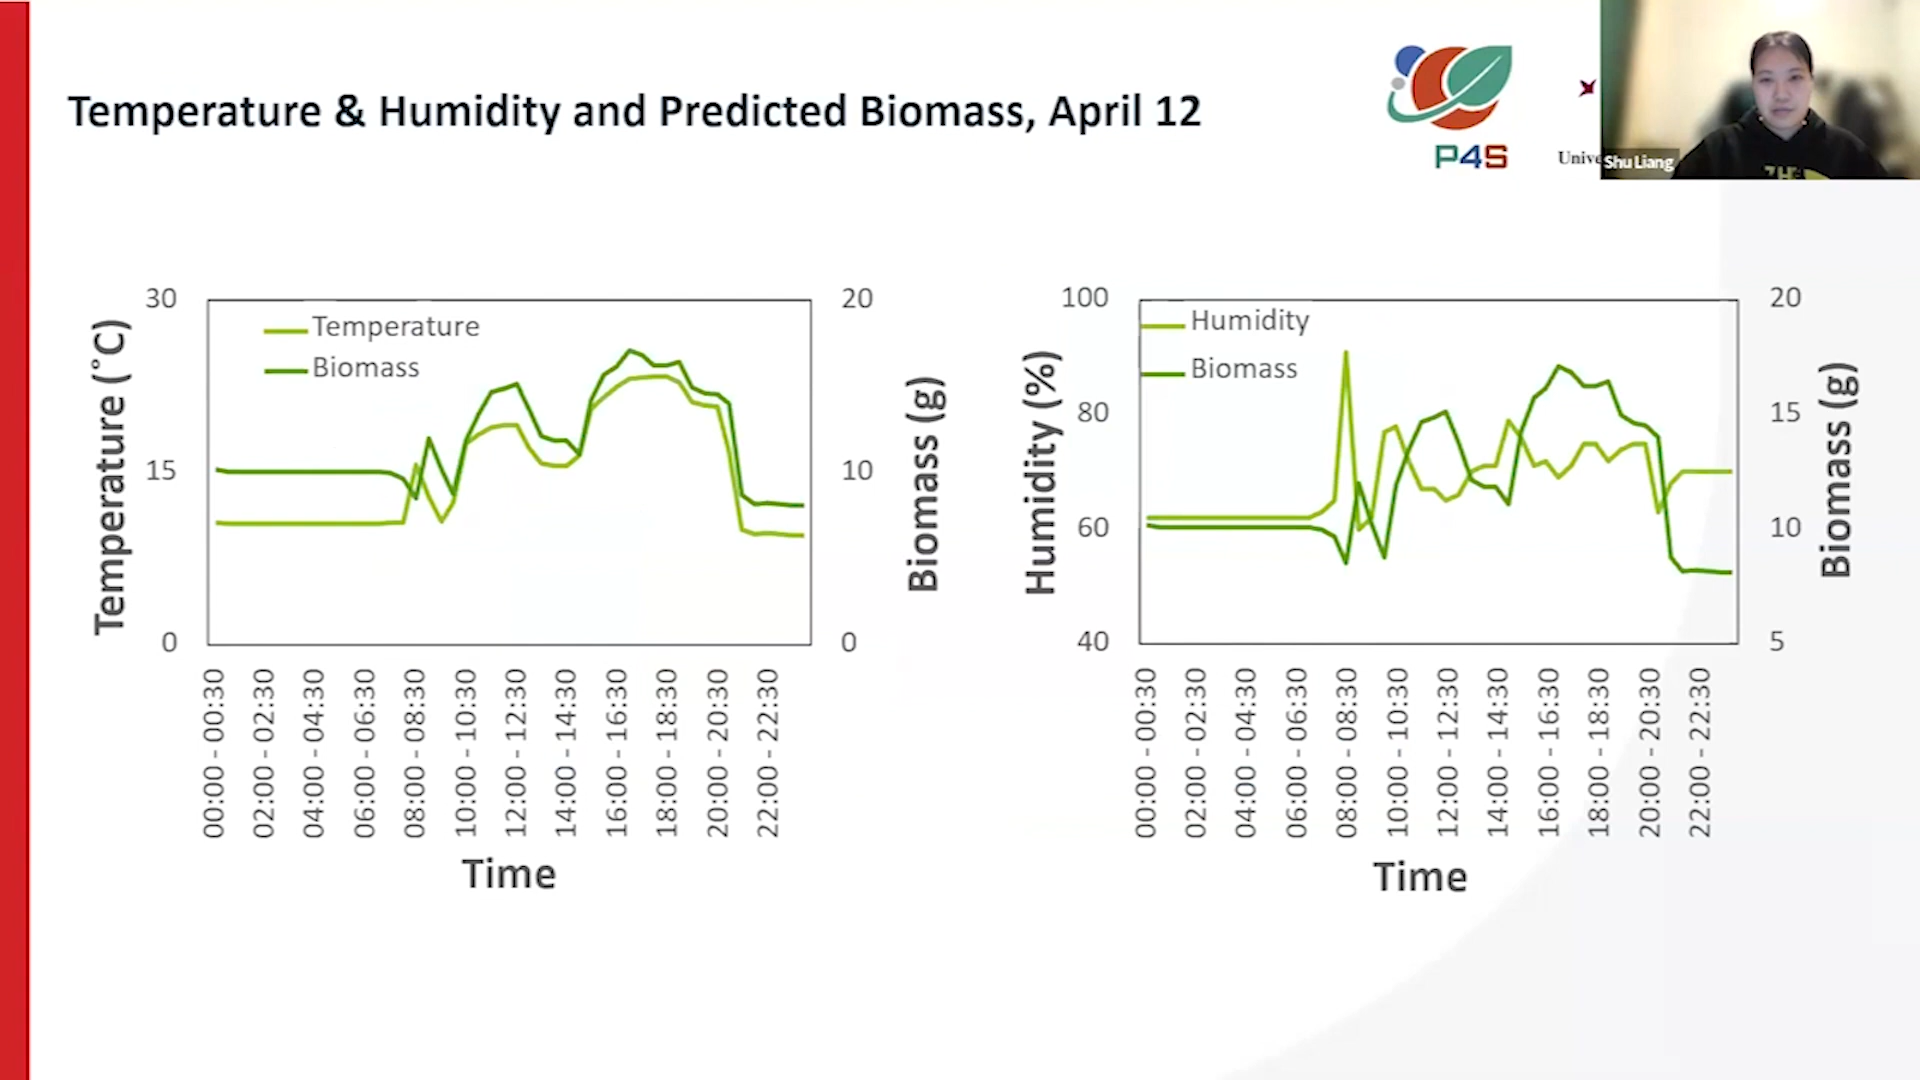 Temperature & Humidity and Predicted Biomass, April 12
P4S
Shu Liang
Temperature (˚C)
30
15
0
Temperature
Biomass
20
10
0
Biomass (g)
00:00 - 00:30
02:00 - 02:30
04:00 - 04:30
06:00 - 06:30
08:00 - 08:30
10:00 - 10:30
12:00 - 12:30
14:00 - 14:30
16:00 - 16:30
18:00 - 18:30
20:00 - 20:30
22:00 - 22:30
Time
Humidity (%)
100
80
60
40
Humidity
Biomass
20
15
10
5
Biomass (g)
00:00 - 00:30
02:00 - 02:30
04:00 - 04:30
06:00 - 06:30
08:00 - 08:30
10:00 - 10:30
12:00 - 12:30
14:00 - 14:30
16:00 - 16:30
18:00 - 18:30
20:00 - 20:30
22:00 - 22:30
Time